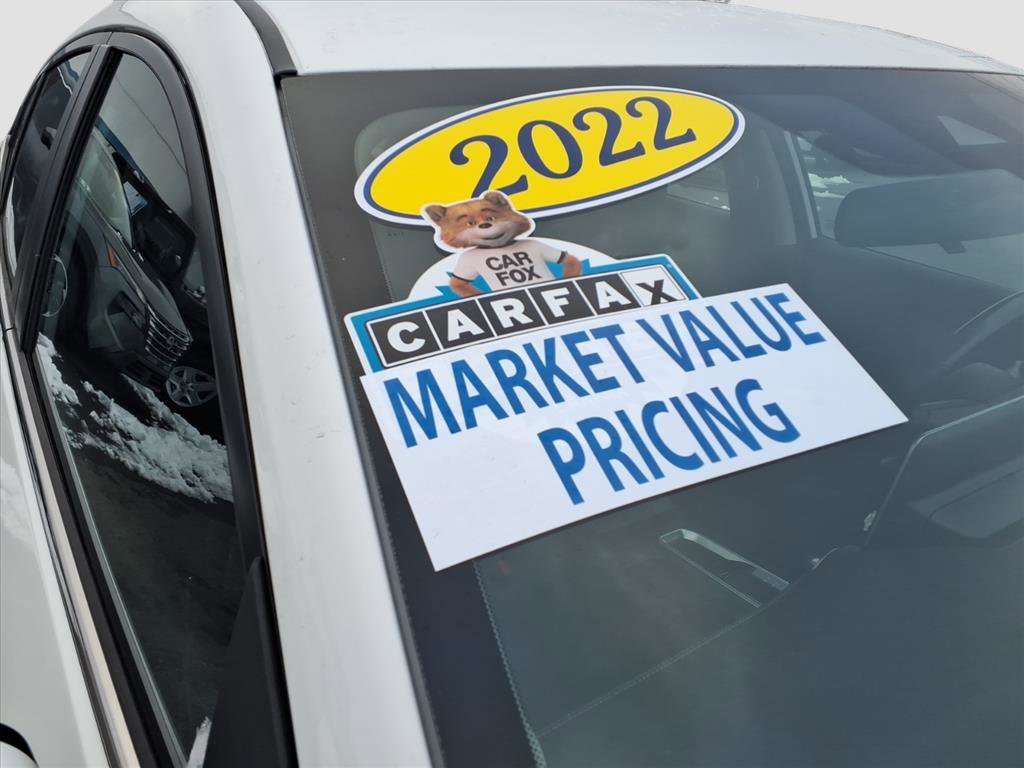 2022
CAR
FOX
CARFAX
MARKET VALUE
PRICING